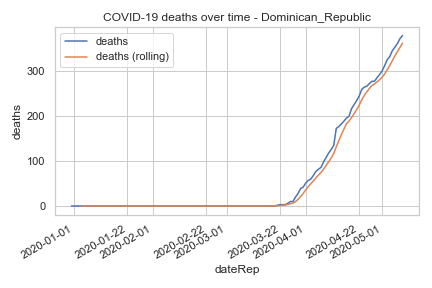 COVID-19 deaths over time - Dominican_Republic
deaths
deaths (rolling)
300
200
100
0
deaths
2020-01-01
2020-01-22
2020-02-01
2020-02-22
2020-03-01
2020-03-22
2020-04-01
2020-04-22
2020-05-01
dateRep